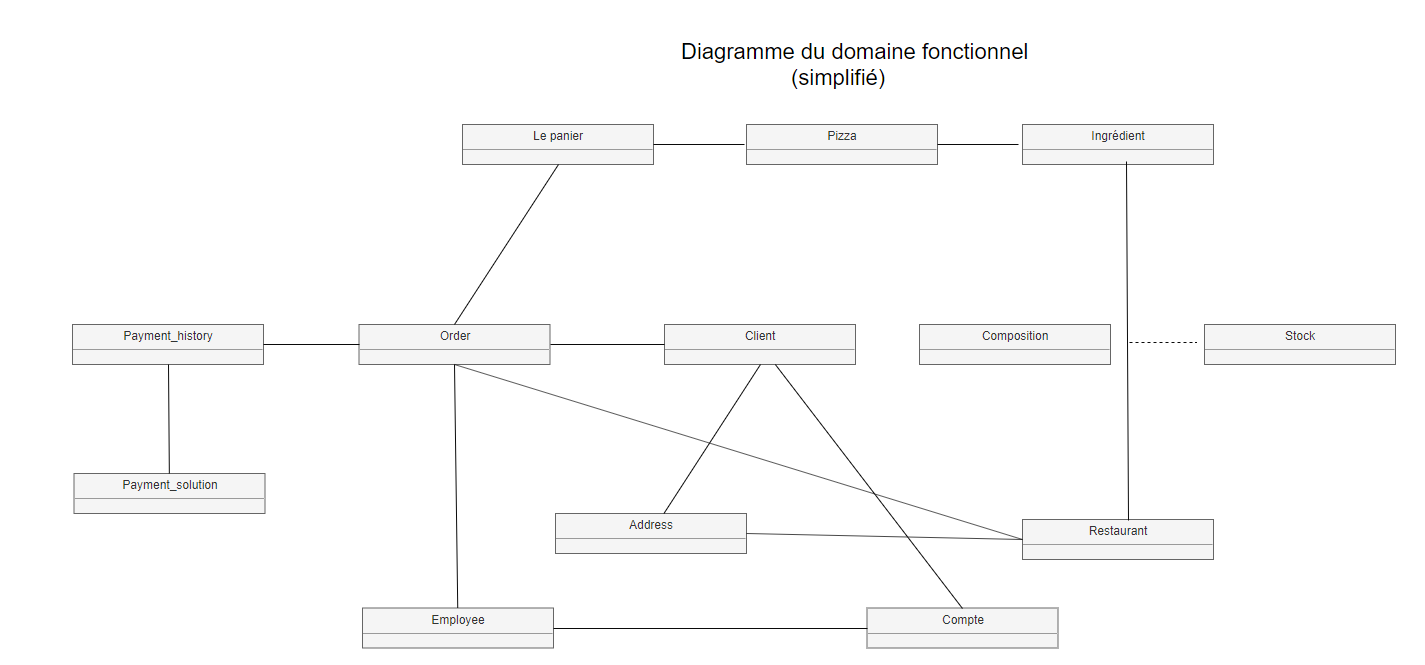 Diagramme du domaine fonctionnel
(simplifié)
Le panier
Pizza
Ingrédient
Payment_history
Order
Client
Composition
Stock
Payment_solution
Address
Restaurant
Employee
Compte